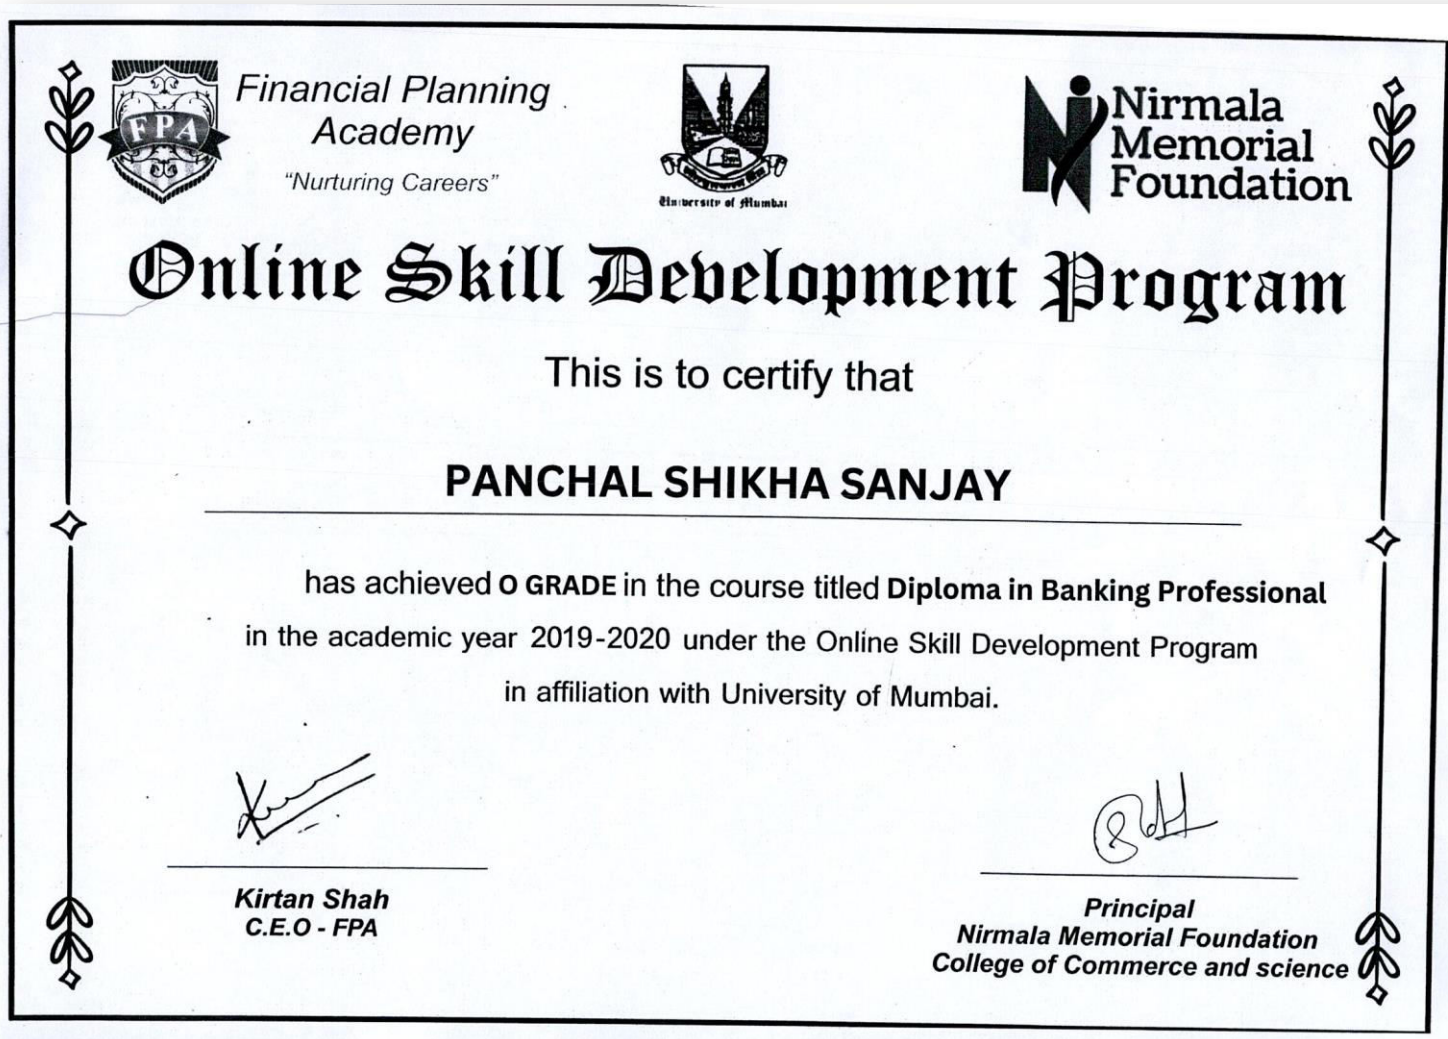 FPA
Financial Planning
Academy
“Nurturing Careers”
University of Mumbai
Nirmala
Memorial
Foundation
Online Skill Development Program
This is to certify that
PANCHAL SHIKHA SANJAY
has achieved O GRADE in the course titled Diploma in Banking Professional
in the academic year 2019-2020 under the Online Skill Development Program
in affiliation with University of Mumbai.
Kirtan Shah
C.E.O - FPA
Principal
Nirmala Memorial Foundation
College of Commerce and science